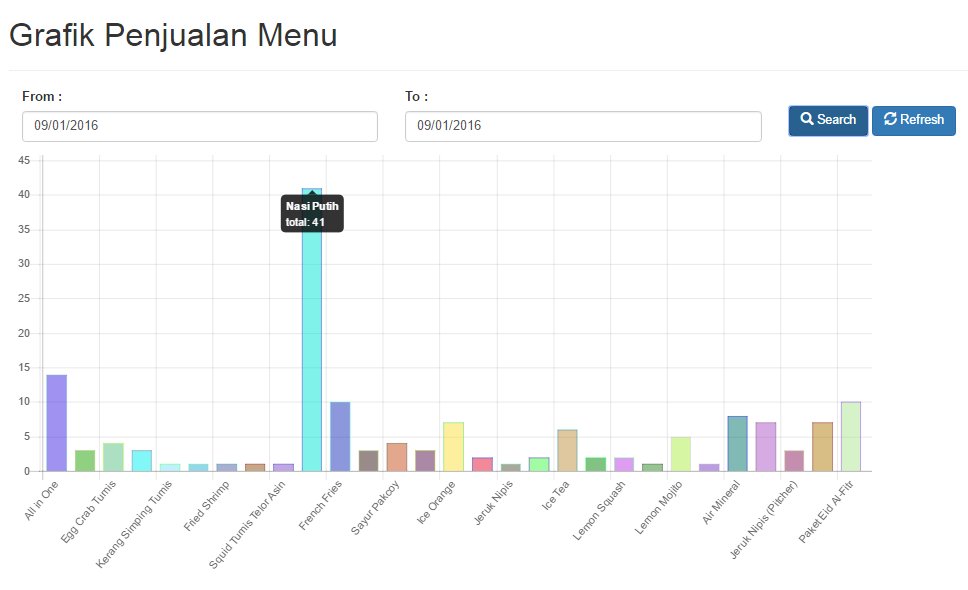 Grafik Penjualan Menu
From :
To :
09/01/2016
09/01/2016
Search
Refresh
45
40
35
30
25
20
15
10
5
0
Nasi Putih
total: 41
All in One
Egg Crab Tumis
Kerang Simping Tumis
Fried Shrimp
Squid Tumis Telor Asin
French Fries
Sayur Pakcoy
Ice Orange
Jeruk Nipis
Ice Tea
Lemon Squash
Lemon Mojito
Air Mineral
Jeruk Nipis (Pitcher)
Paket Eid Al-Fitr